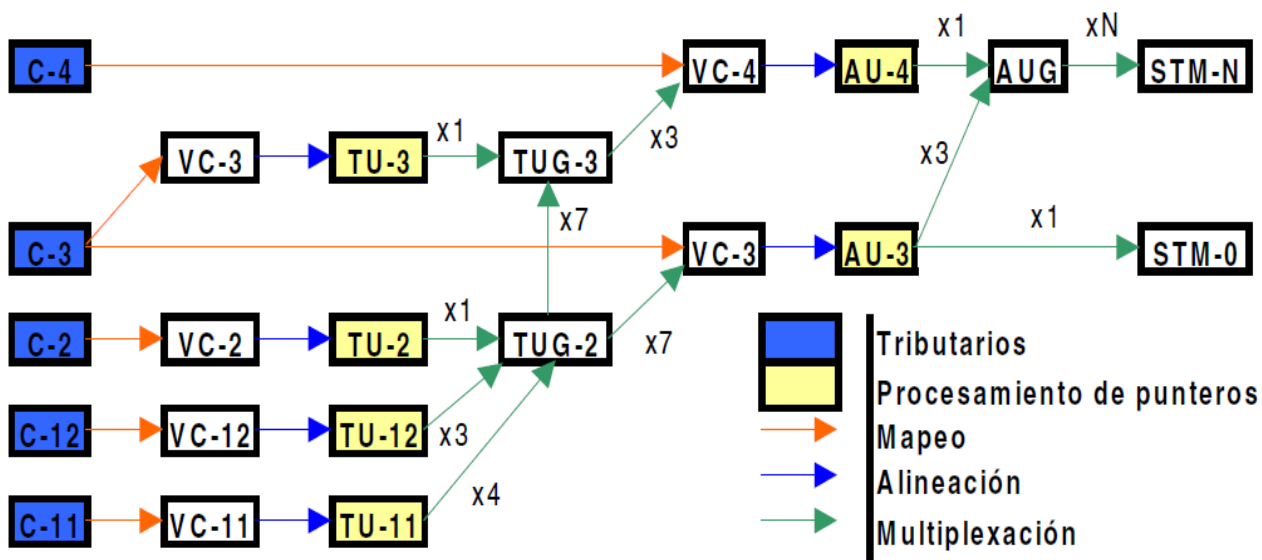 x1 xN
C-4 VC-4 AU-4 AUG STM-N
x1 x3
VC-3 TU-3 TUG-3 x3
x7 x1
C-3 VC-3 AU-3 STM-0
x1
C-2 VC-2 TU-2 TUG-2 x7
Tributarios
Procesamiento de punteros
C-12 VC-12 TU-12 x3
Mapeo
x4 Alineación
C-11 VC-11 TU-11
Multiplexación